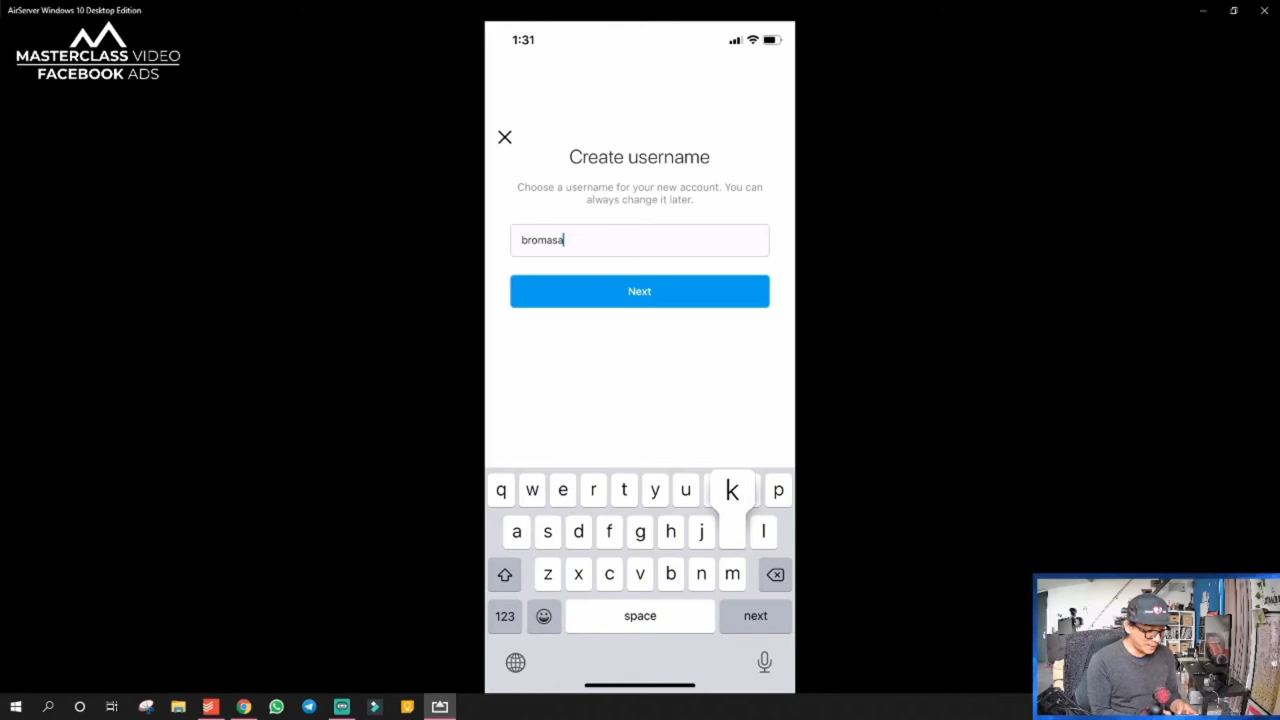 AirServer Windows 10 Desktop Edition
MASTERCLASS VIDEO
FACEBOOK ADS
1:31
Create username
Choose a username for your new account. You can
always change it later.
bromasa
Next
q w e r t y u k p
a s d f g h j l
z x c v b n m
123 space next